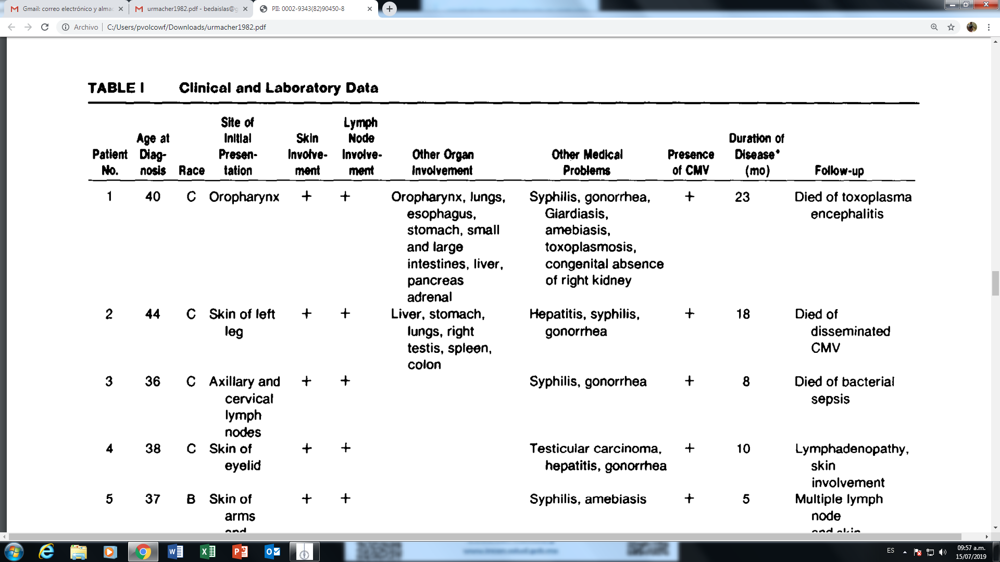 Gmail: correo electrónico y alma
urmacher1982.pdf - bedaislas@g
PII: 0002-9343(82)90450-8
Archivo C:/Users/pvolcowf/Downloads/urmacher1982.pdf
TABLE I Clinical and Laboratory Data
Site of Lymph
Age at Initial Skin Node Duration of
Patient Diag- Presen- Involve- Involve- Other Organ Other Medical Presence Disease* 
No. nosis Race tation ment ment Involvement Problems of CMV (mo) Follow-up
1 40 C Oropharynx + + Oropharynx, lungs, Syphilis, gonorrhea, + 23 Died of toxoplasma
esophagus, Giardiasis, encephalitis
stomach, small amebiasis,
and large toxoplasmosis,
intestines, liver, congenital absence
pancreas of right kidney
adrenal
2 44 C Skin of left + + Liver, stomach, Hepatitis, syphilis, + 18 Died of
leg lungs, right gonorrhea disseminated
testis, spleen, CMV
colon
3 36 C Axillary and + + Syphilis, gonorrhea + 8 Died of bacterial
cervical sepsis
lymph
nodes
4 38 C Skin of + + Testicular carcinoma, + 10 Lymphadenopathy,
eyelid hepatitis, gonorrhea skin
involvement
5 37 B Skin of + + Syphilis, amebiasis + 5 Multiple lymph
arms node
and and skin
ES 09:57 a.m.
15/07/2019